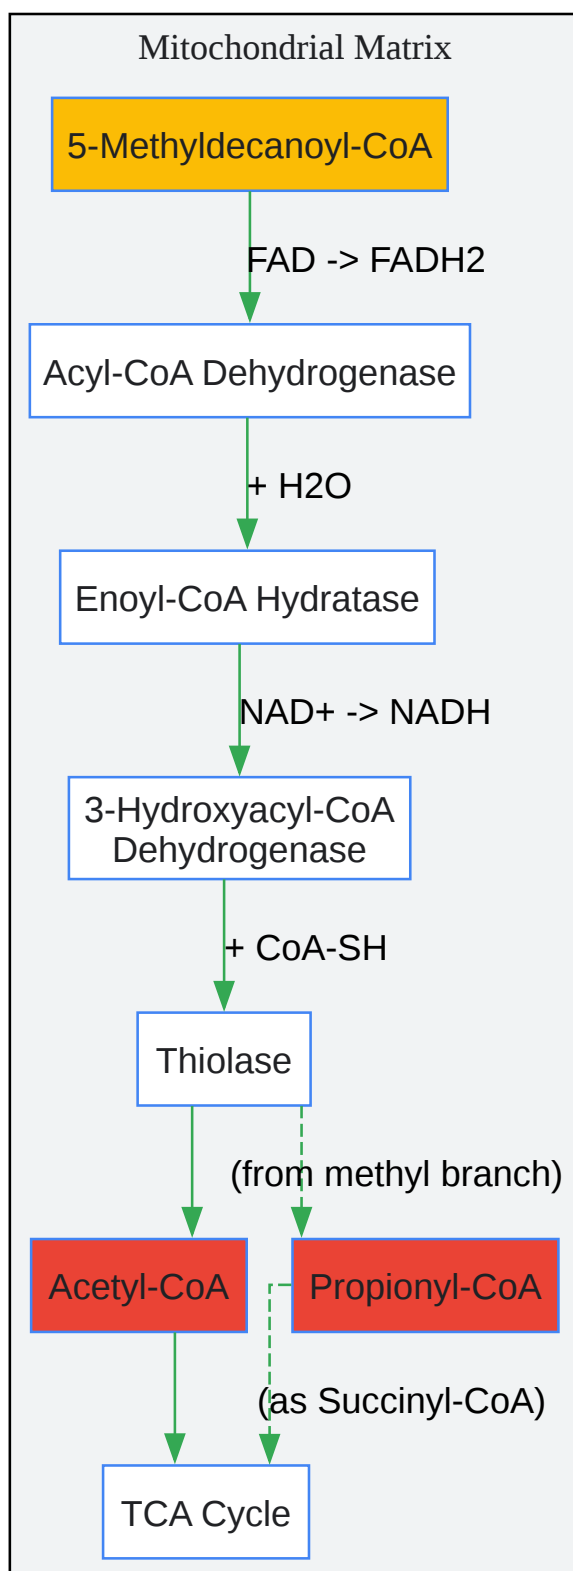 Mitochondrial Matrix
5-Methyldecanoyl-CoA
FAD -> FADH2
Acyl-CoA Dehydrogenase
+ H2O
Enoyl-CoA Hydratase
NAD+ -> NADH
3-Hydroxyacyl-CoA
Dehydrogenase
+ CoA-SH
Thiolase
(from methyl branch)
Acetyl-CoA
Propionyl-CoA
(as Succinyl-CoA)
TCA Cycle